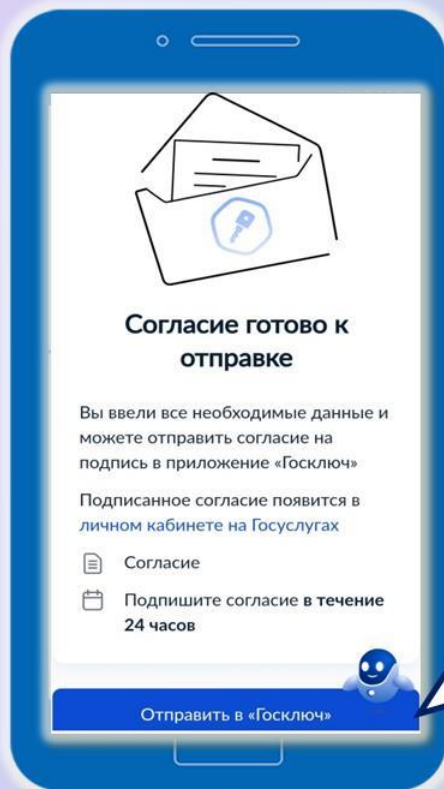 Согласие готово к
отправке
Вы ввели все необходимые данные и
можете отправить согласие на
подпись в приложение «Госключ»
Подписанное согласие появится в
личном кабинете на Госуслугах
Согласие
Подпишите согласие в течение
24 часов
Отправить в «Госключ»